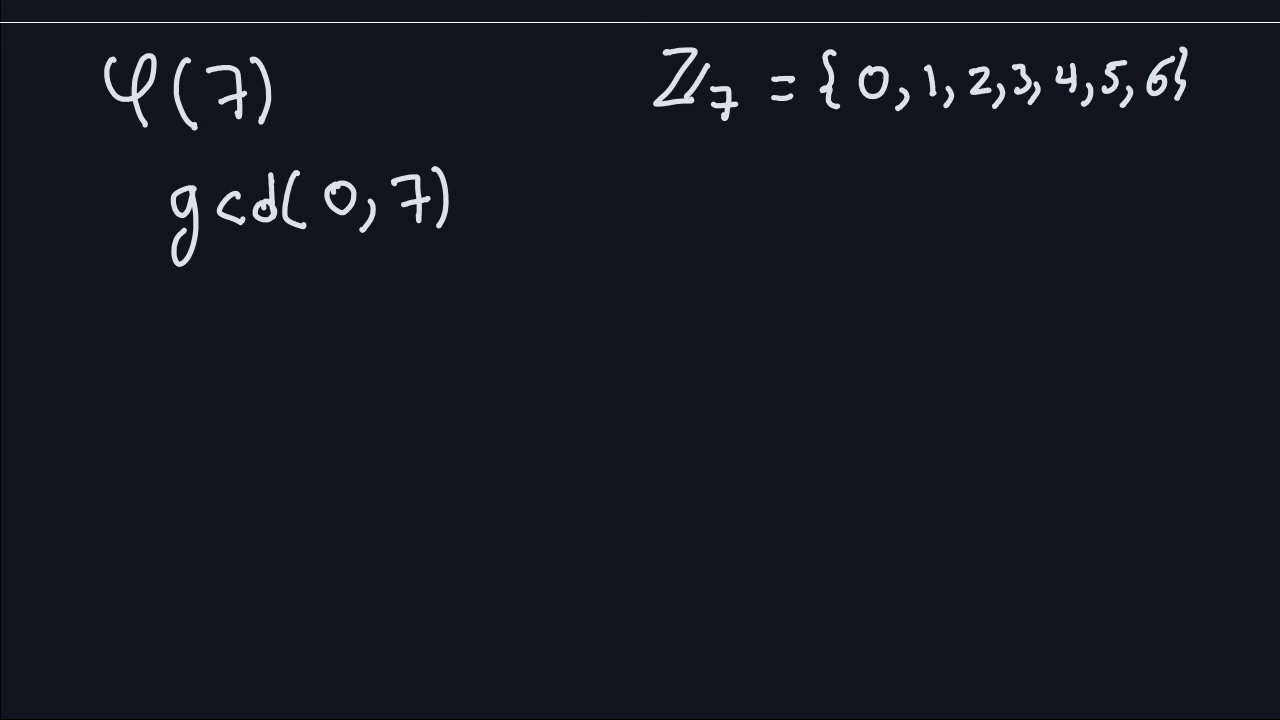 φ(7)
ℤ₇ = {0, 1, 2, 3, 4, 5, 6}
gcd(0, 7)